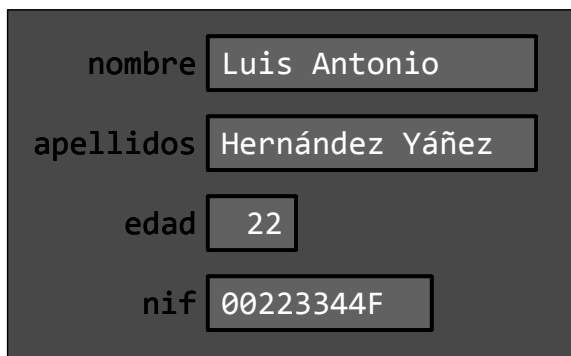 nombre Luis Antonio
apellidos Hernández Yáñez
edad 22
nif 00223344F